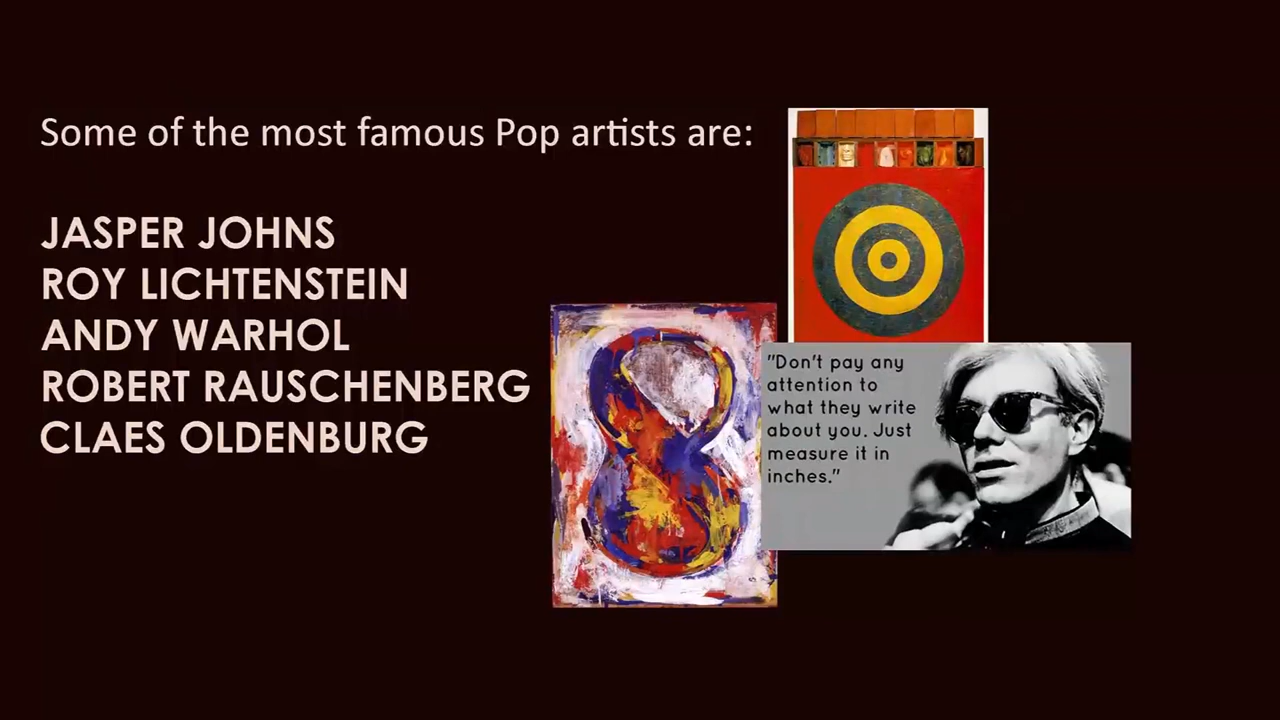 Some of the most famous Pop artists are:
JASPER JOHNS
ROY LICHTENSTEIN
ANDY WARHOL
ROBERT RAUSCHENBERG
CLAES OLDENBURG
"Don't pay any
attention to
what they write
about you. Just
measure it in
inches."
8